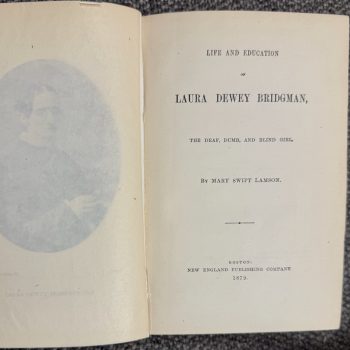 LIFE AND EDUCATION
OF
LAURA DEWEY BRIDGMAN,
THE DEAF, DUMB, AND BLIND GIRL.
BY MARY SWIFT LAMSON.
BOSTON:
NEW ENGLAND PUBLISHING COMPANY
1879.